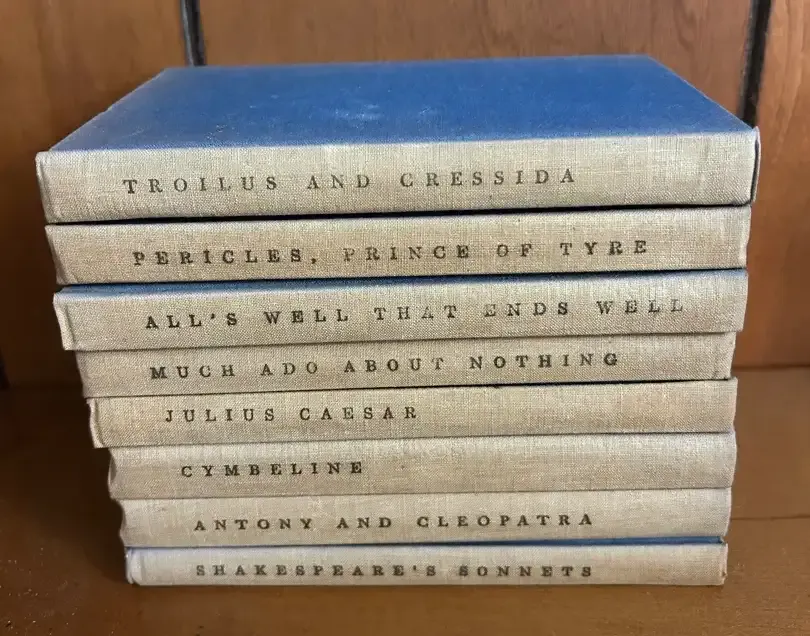 TROILUS AND CRESSIDA
PERICLES, PRINCE OF TYRE
ALL'S WELL THAT ENDS WELL
MUCH ADO ABOUT NOTHING
JULIUS CAESAR
CYMBELINE
ANTONY AND CLEOPATRA
SHAKESPEARE'S SONNETS